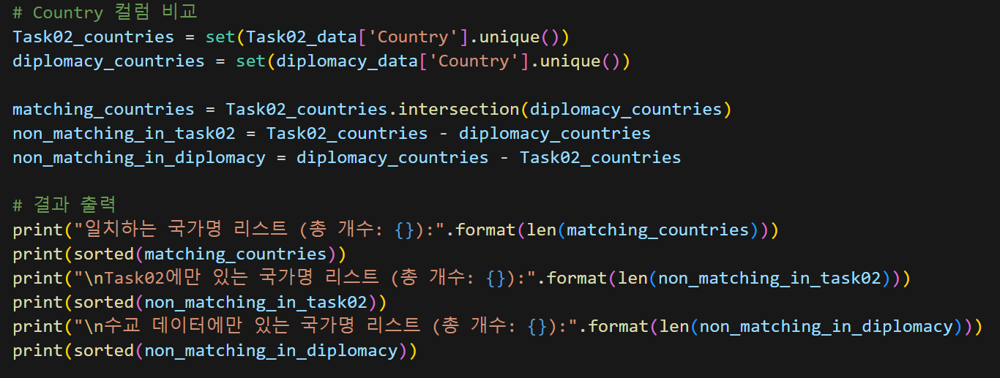 # Country 컬럼 비교
Task02_countries = set(Task02_data['Country'].unique())
diplomacy_countries = set(diplomacy_data['Country'].unique())
matching_countries = Task02_countries.intersection(diplomacy_countries)
non_matching_in_task02 = Task02_countries - diplomacy_countries
non_matching_in_diplomacy = diplomacy_countries - Task02_countries
# 결과 출력
print("일치하는 국가명 리스트 (총 개수: {}):".format(len(matching_countries)))
print(sorted(matching_countries))
print("\nTask02에만 있는 국가명 리스트 (총 개수: {}):".format(len(non_matching_in_task02)))
print(sorted(non_matching_in_task02))
print("\n수교 데이터에만 있는 국가명 리스트 (총 개수: {}):".format(len(non_matching_in_diplomacy)))
print(sorted(non_matching_in_diplomacy))